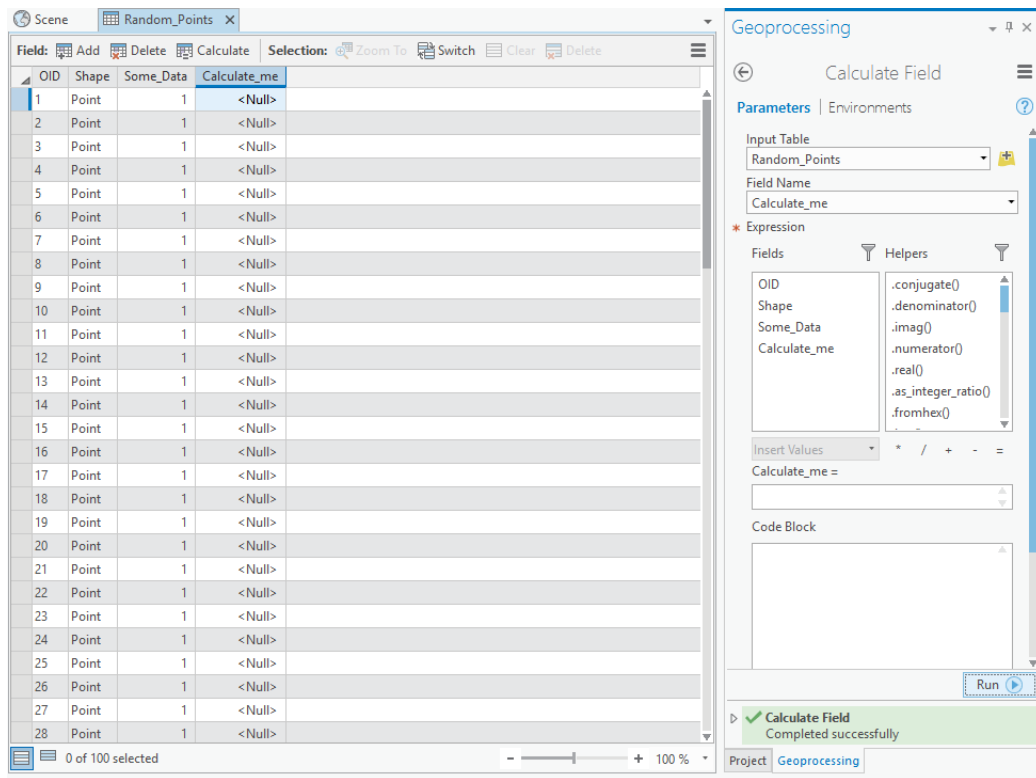 Scene Random_Points
Field: Add Delete Calculate Selection: Zoom To Switch Clear Delete
OID Shape Some_Data Calculate_me
1 Point 1 <Null>
2 Point 1 <Null>
3 Point 1 <Null>
4 Point 1 <Null>
5 Point 1 <Null>
6 Point 1 <Null>
7 Point 1 <Null>
8 Point 1 <Null>
9 Point 1 <Null>
10 Point 1 <Null>
11 Point 1 <Null>
12 Point 1 <Null>
13 Point 1 <Null>
14 Point 1 <Null>
15 Point 1 <Null>
16 Point 1 <Null>
17 Point 1 <Null>
18 Point 1 <Null>
19 Point 1 <Null>
20 Point 1 <Null>
21 Point 1 <Null>
22 Point 1 <Null>
23 Point 1 <Null>
24 Point 1 <Null>
25 Point 1 <Null>
26 Point 1 <Null>
27 Point 1 <Null>
28 Point 1 <Null>
0 of 100 selected - + 100 %
Geoprocessing
Calculate Field
Parameters | Environments ?
Input Table
Random_Points
Field Name
Calculate_me
* Expression
Fields Helpers
OID .conjugate()
Shape .denominator()
Some_Data .imag()
Calculate_me .numerator()
.real()
.as_integer_ratio()
.fromhex()
Insert Values * / + - =
Calculate_me =
Code Block
Run
Calculate Field
Completed successfully
Project Geoprocessing